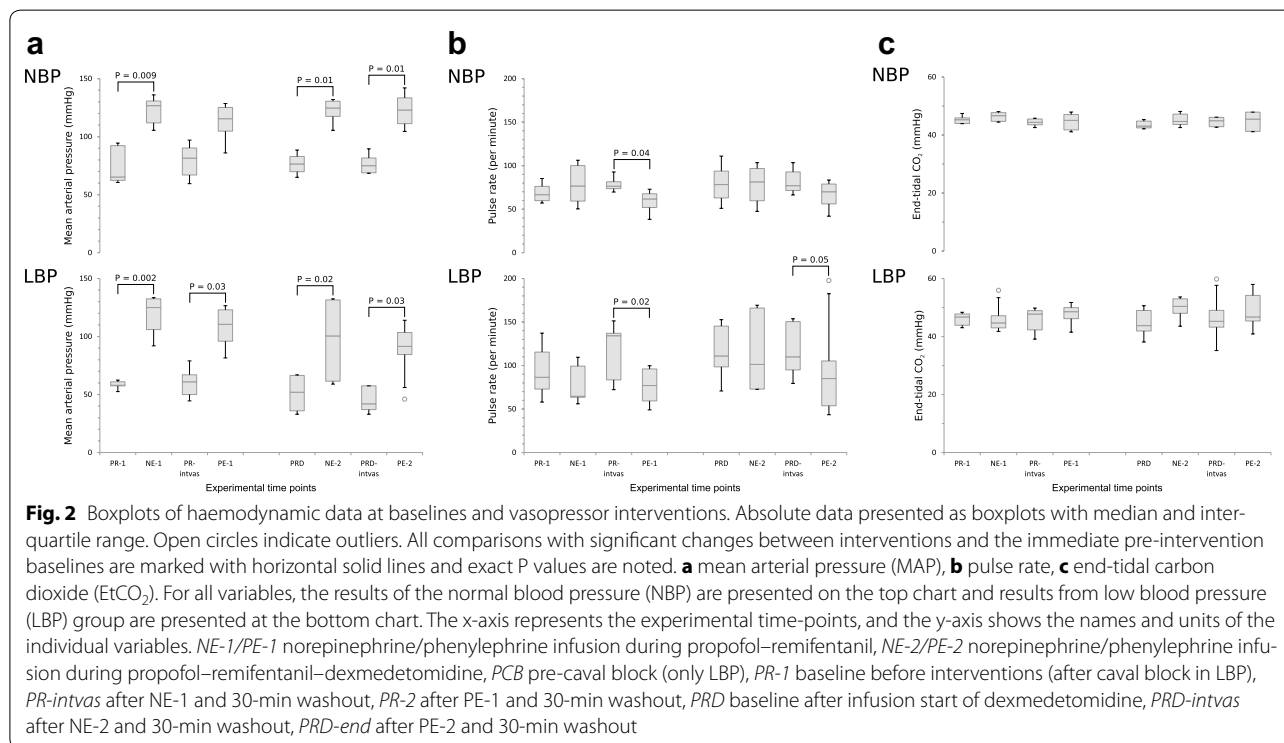 a
NBP
P = 0.009
P = 0.01
P = 0.01
Mean arterial pressure (mmHg)
150
100
50
0
LBP
P = 0.002
P = 0.03
P = 0.02
P = 0.03
Mean arterial pressure (mmHg)
150
100
50
0
PR-1 NE-1 PR-intvas PE-1 PRD NE-2 PRD-intvas PE-2
Experimental time points
b
NBP
P = 0.04
Pulse rate (per minute)
200
150
100
50
0
LBP
P = 0.02
P = 0.05
Pulse rate (per minute)
200
150
100
50
0
PR-1 NE-1 PR-intvas PE-1 PRD NE-2 PRD-intvas PE-2
Experimental time points
c
NBP
End-tidal CO₂ (mmHg)
60
40
20
0
LBP
End-tidal CO₂ (mmHg)
60
40
20
0
PR-1 NE-1 PR-intvas PE-1 PRD NE-2 PRD-intvas PE-2
Experimental time points
Fig. 2 Boxplots of haemodynamic data at baselines and vasopressor interventions. Absolute data presented as boxplots with median and inter-
quartile range. Open circles indicate outliers. All comparisons with significant changes between interventions and the immediate pre-intervention
baselines are marked with horizontal solid lines and exact P values are noted. a mean arterial pressure (MAP), b pulse rate, c end-tidal carbon
dioxide (EtCO₂). For all variables, the results of the normal blood pressure (NBP) are presented on the top chart and results from low blood pressure
(LBP) group are presented at the bottom chart. The x-axis represents the experimental time-points, and the y-axis shows the names and units of the
individual variables. NE-1/PE-1 norepinephrine/phenylephrine infusion during propofol–remifentanil, NE-2/PE-2 norepinephrine/phenylephrine infu-
sion during propofol–remifentanil–dexmedetomidine, PCB pre-caval block (only LBP), PR-1 baseline before interventions (after caval block in LBP),
PR-intvas after NE-1 and 30-min washout, PR-2 after PE-1 and 30-min washout, PRD baseline after infusion start of dexmedetomidine, PRD-intvas
after NE-2 and 30-min washout, PRD-end after PE-2 and 30-min washout